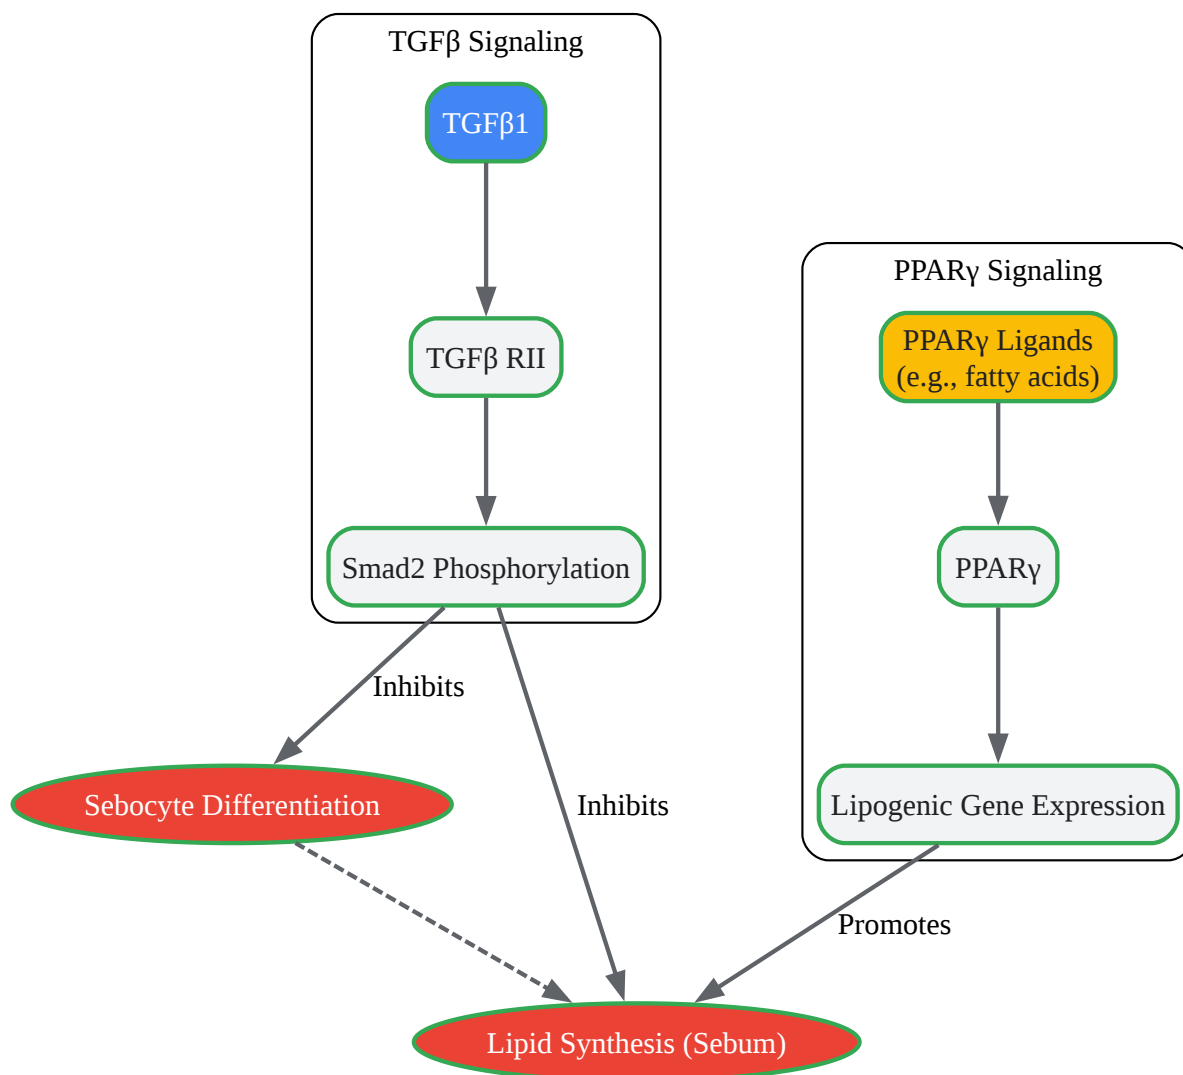 TGFβ Signaling
TGFβ1
TGFβ RII
Smad2 Phosphorylation
PPARγ Signaling
PPARγ Ligands
(e.g., fatty acids)
PPARγ
Lipogenic Gene Expression
Inhibits
Sebocyte Differentiation
Inhibits
Promotes
Lipid Synthesis (Sebum)